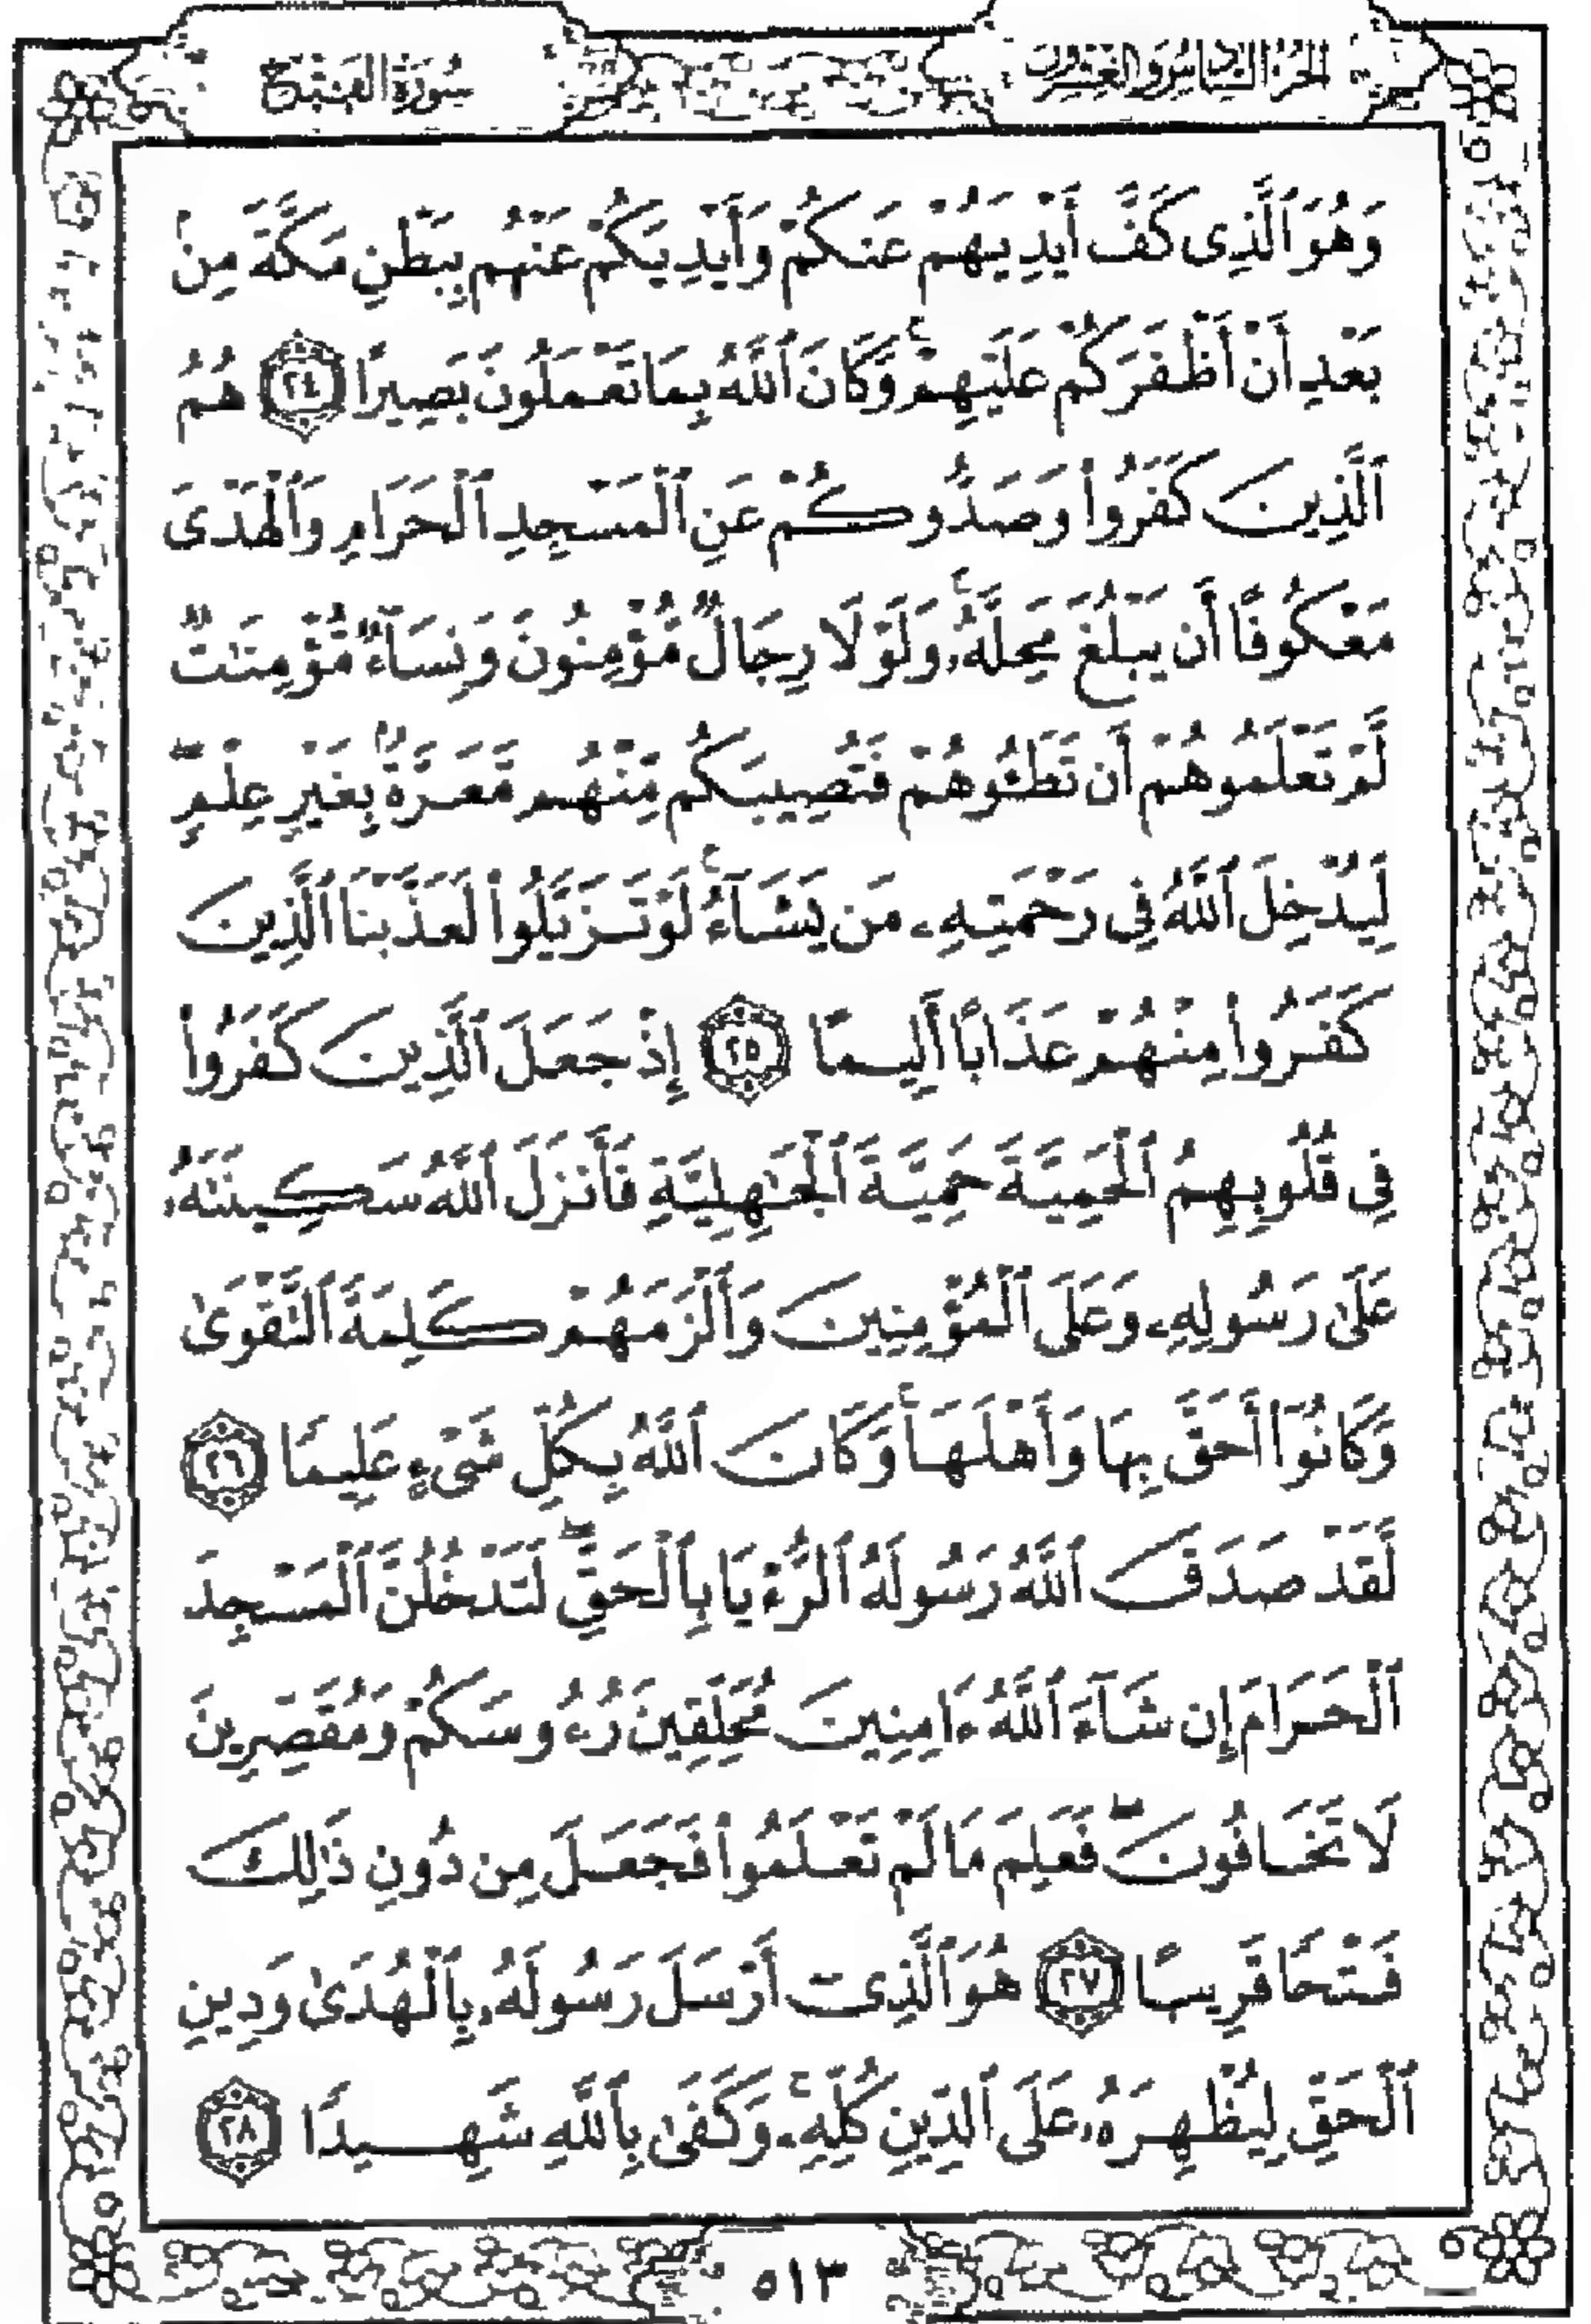 الجزء السادس والعشرون
سورة الفتح
وَهُوَ ٱلَّذِى كَفَّ أَيْدِيَهُمْ عَنكُمْ وَأَيْدِيَكُمْ عَنْهُم بِبَطْنِ مَكَّةَ مِنۢ
بَعْدِ أَنْ أَظْفَرَكُمْ عَلَيْهِمْ ۚ وَكَانَ ٱللَّهُ بِمَا تَعْمَلُونَ بَصِيرًا ٢٤ هُمُ
ٱلَّذِينَ كَفَرُوا۟ وَصَدُّوكُمْ عَنِ ٱلْمَسْجِدِ ٱلْحَرَامِ وَٱلْهَدْىَ
مَعْكُوفًا أَن يَبْلُغَ مَحِلَّهُۥ ۚ وَلَوْلَا رِجَالٌ مُّؤْمِنُونَ وَنِسَآءٌ مُّؤْمِنَـٰتٌ
لَّمْ تَعْلَمُوهُمْ أَن تَطَـُٔوهُمْ فَتُصِيبَكُم مِّنْهُم مَّعَرَّةٌۢ بِغَيْرِ عِلْمٍ ۖ
لِّيُدْخِلَ ٱللَّهُ فِى رَحْمَتِهِۦ مَن يَشَآءُ ۚ لَوْ تَزَيَّلُوا۟ لَعَذَّبْنَا ٱلَّذِينَ
كَفَرُوا۟ مِنْهُمْ عَذَابًا أَلِيمًا ٢٥ إِذْ جَعَلَ ٱلَّذِينَ كَفَرُوا۟
فِى قُلُوبِهِمُ ٱلْحَمِيَّةَ حَمِيَّةَ ٱلْجَـٰهِلِيَّةِ فَأَنزَلَ ٱللَّهُ سَكِينَتَهُۥ
عَلَىٰ رَسُولِهِۦ وَعَلَى ٱلْمُؤْمِنِينَ وَأَلْزَمَهُمْ كَلِمَةَ ٱلتَّقْوَىٰ
وَكَانُوٓا۟ أَحَقَّ بِهَا وَأَهْلَهَا ۚ وَكَانَ ٱللَّهُ بِكُلِّ شَىْءٍ عَلِيمًا ٢٦
لَّقَدْ صَدَقَ ٱللَّهُ رَسُولَهُ ٱلرُّءْيَا بِٱلْحَقِّ ۖ لَتَدْخُلُنَّ ٱلْمَسْجِدَ
ٱلْحَرَامَ إِن شَآءَ ٱللَّهُ ءَامِنِينَ مُحَلِّقِينَ رُءُوسَكُمْ وَمُقَصِّرِينَ
لَا تَخَافُونَ ۖ فَعَلِمَ مَا لَمْ تَعْلَمُوا۟ فَجَعَلَ مِن دُونِ ذَٰلِكَ
فَتْحًا قَرِيبًا ٢٧ هُوَ ٱلَّذِىٓ أَرْسَلَ رَسُولَهُۥ بِٱلْهُدَىٰ وَدِينِ
ٱلْحَقِّ لِيُظْهِرَهُۥ عَلَى ٱلدِّينِ كُلِّهِۦ ۚ وَكَفَىٰ بِٱللَّهِ شَهِيدًا ٢٨
٥١٣